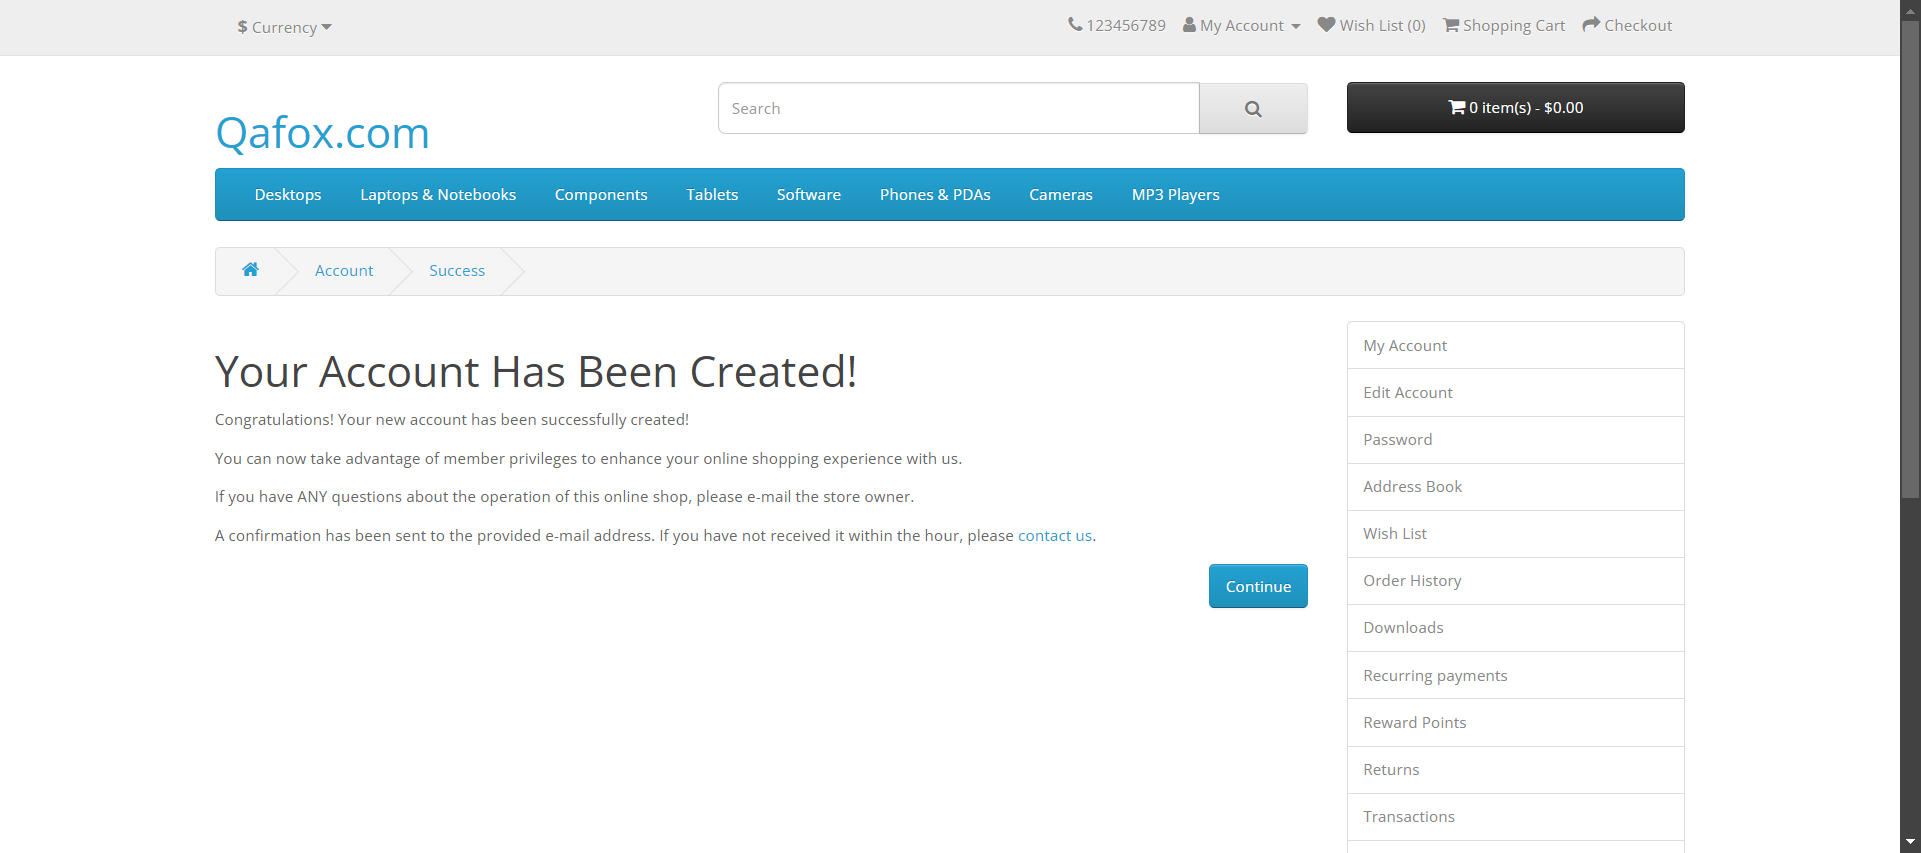 $ Currency
123456789 My Account Wish List (0) Shopping Cart Checkout
Qafox.com
Search
0 item(s) - $0.00
Desktops Laptops & Notebooks Components Tablets Software Phones & PDAs Cameras MP3 Players
Account Success
Your Account Has Been Created!
Congratulations! Your new account has been successfully created!
You can now take advantage of member privileges to enhance your online shopping experience with us.
If you have ANY questions about the operation of this online shop, please e-mail the store owner.
A confirmation has been sent to the provided e-mail address. If you have not received it within the hour, please contact us.
Continue
My Account
Edit Account
Password
Address Book
Wish List
Order History
Downloads
Recurring payments
Reward Points
Returns
Transactions